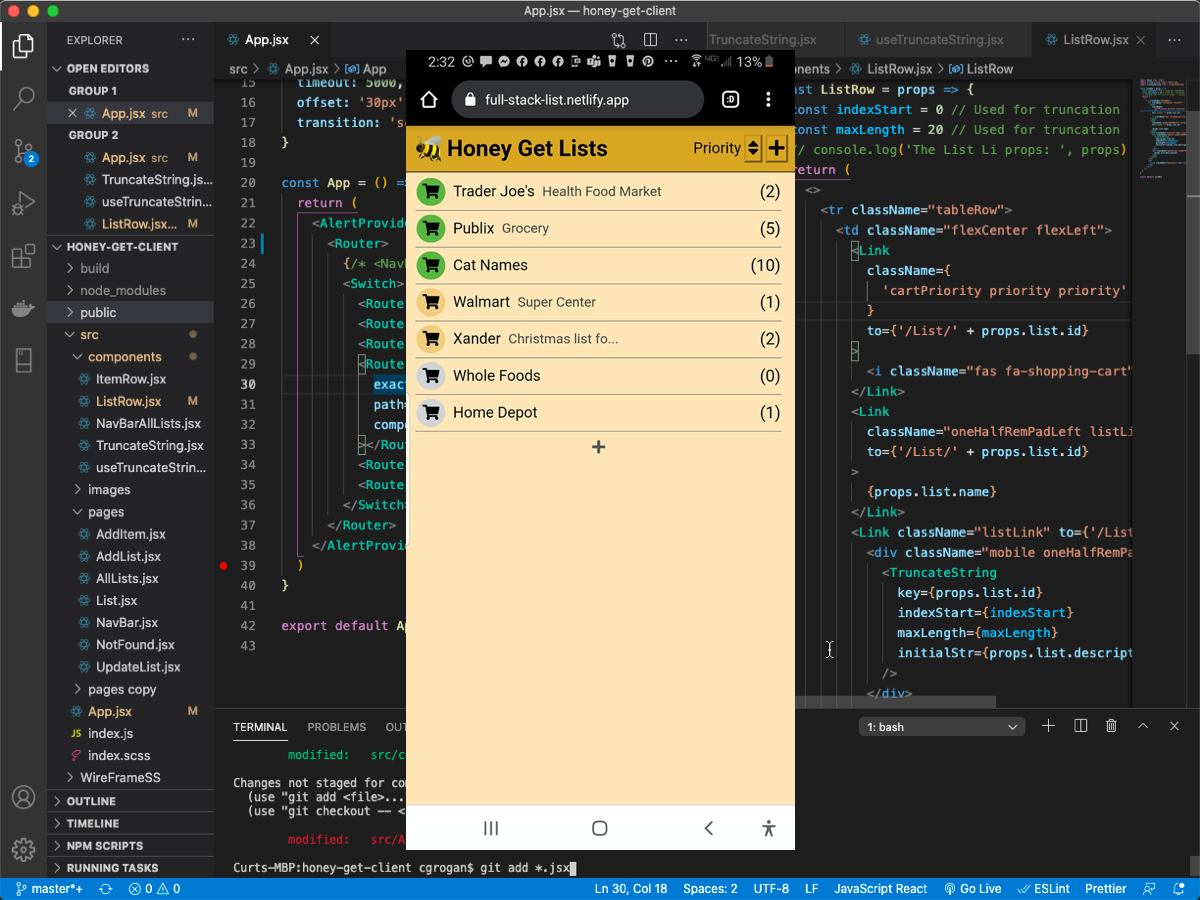 App.jsx — honey-get-client
EXPLORER
OPEN EDITORS
GROUP 1
App.jsx src M
GROUP 2
App.jsx src M
TruncateString.js...
useTruncateStrin...
ListRow.jsx... M
HONEY-GET-CLIENT
build
node_modules
public
src
components
ItemRow.jsx
ListRow.jsx M
NavBarAllLists.jsx
TruncateString.jsx
useTruncateStrin...
images
pages
AddItem.jsx
AddList.jsx
AllLists.jsx
List.jsx
NavBar.jsx
NotFound.jsx
UpdateList.jsx
pages copy
App.jsx M
index.js
index.scss
WireFrameSS
OUTLINE
TIMELINE
NPM SCRIPTS
RUNNING TASKS
2
App.jsx
src > App.jsx > App
15 timeout: 5000,
16 offset: '30px'
17 transition: 's
18 }
19
20 const App = () =
21 return (
22 <AlertProvide
23 <Router>
24 {/* <Nav
25 <Switch>
26 <Route
27 <Route
28 <Route
29 <Route
30 exac
31 path=
32 compo
33 ></Rou
34 <Route
35 <Route
36 </Switch
37 </Router>
38 </AlertProvi
39 )
40 }
41
42 export default A
43
2:32 13%
full-stack-list.netlify.app
:D
Honey Get Lists Priority
Trader Joe's Health Food Market (2)
Publix Grocery (5)
Cat Names (10)
Walmart Super Center (1)
Xander Christmas list fo... (2)
Whole Foods (0)
Home Depot (1)
+
TruncateString.jsx
useTruncateString.jsx
ListRow.jsx
nents > ListRow.jsx > ListRow
st ListRow = props => {
const indexStart = 0 // Used for truncation
const maxLength = 20 // Used for truncation
// console.log('The List Li props: ', props)
return (
<>
<tr className="tableRow">
<td className="flexCenter flexLeft">
<Link
className={
'cartPriority priority priority'
}
to={'/List/' + props.list.id}
>
<i className="fas fa-shopping-cart"
</Link>
<Link
className="oneHalfRemPadLeft listLi
to={'/List/' + props.list.id}
>
{props.list.name}
</Link>
<Link className="listLink" to={'/List
<div className="mobile oneHalfRemPa
<TruncateString
key={props.list.id}
indexStart={indexStart}
maxLength={maxLength}
initialStr={props.list.descript
/>
</div>
TERMINAL PROBLEMS OUT
1: bash
modified: src/c
Changes not staged for co
(use "git add <file>...
(use "git checkout -- <
modified: src/A
Curts-MBP:honey-get-client cgrogan$ git add *.jsx
master*+ 0 0 Ln 30, Col 18 Spaces: 2 UTF-8 LF JavaScript React Go Live ESLint Prettier